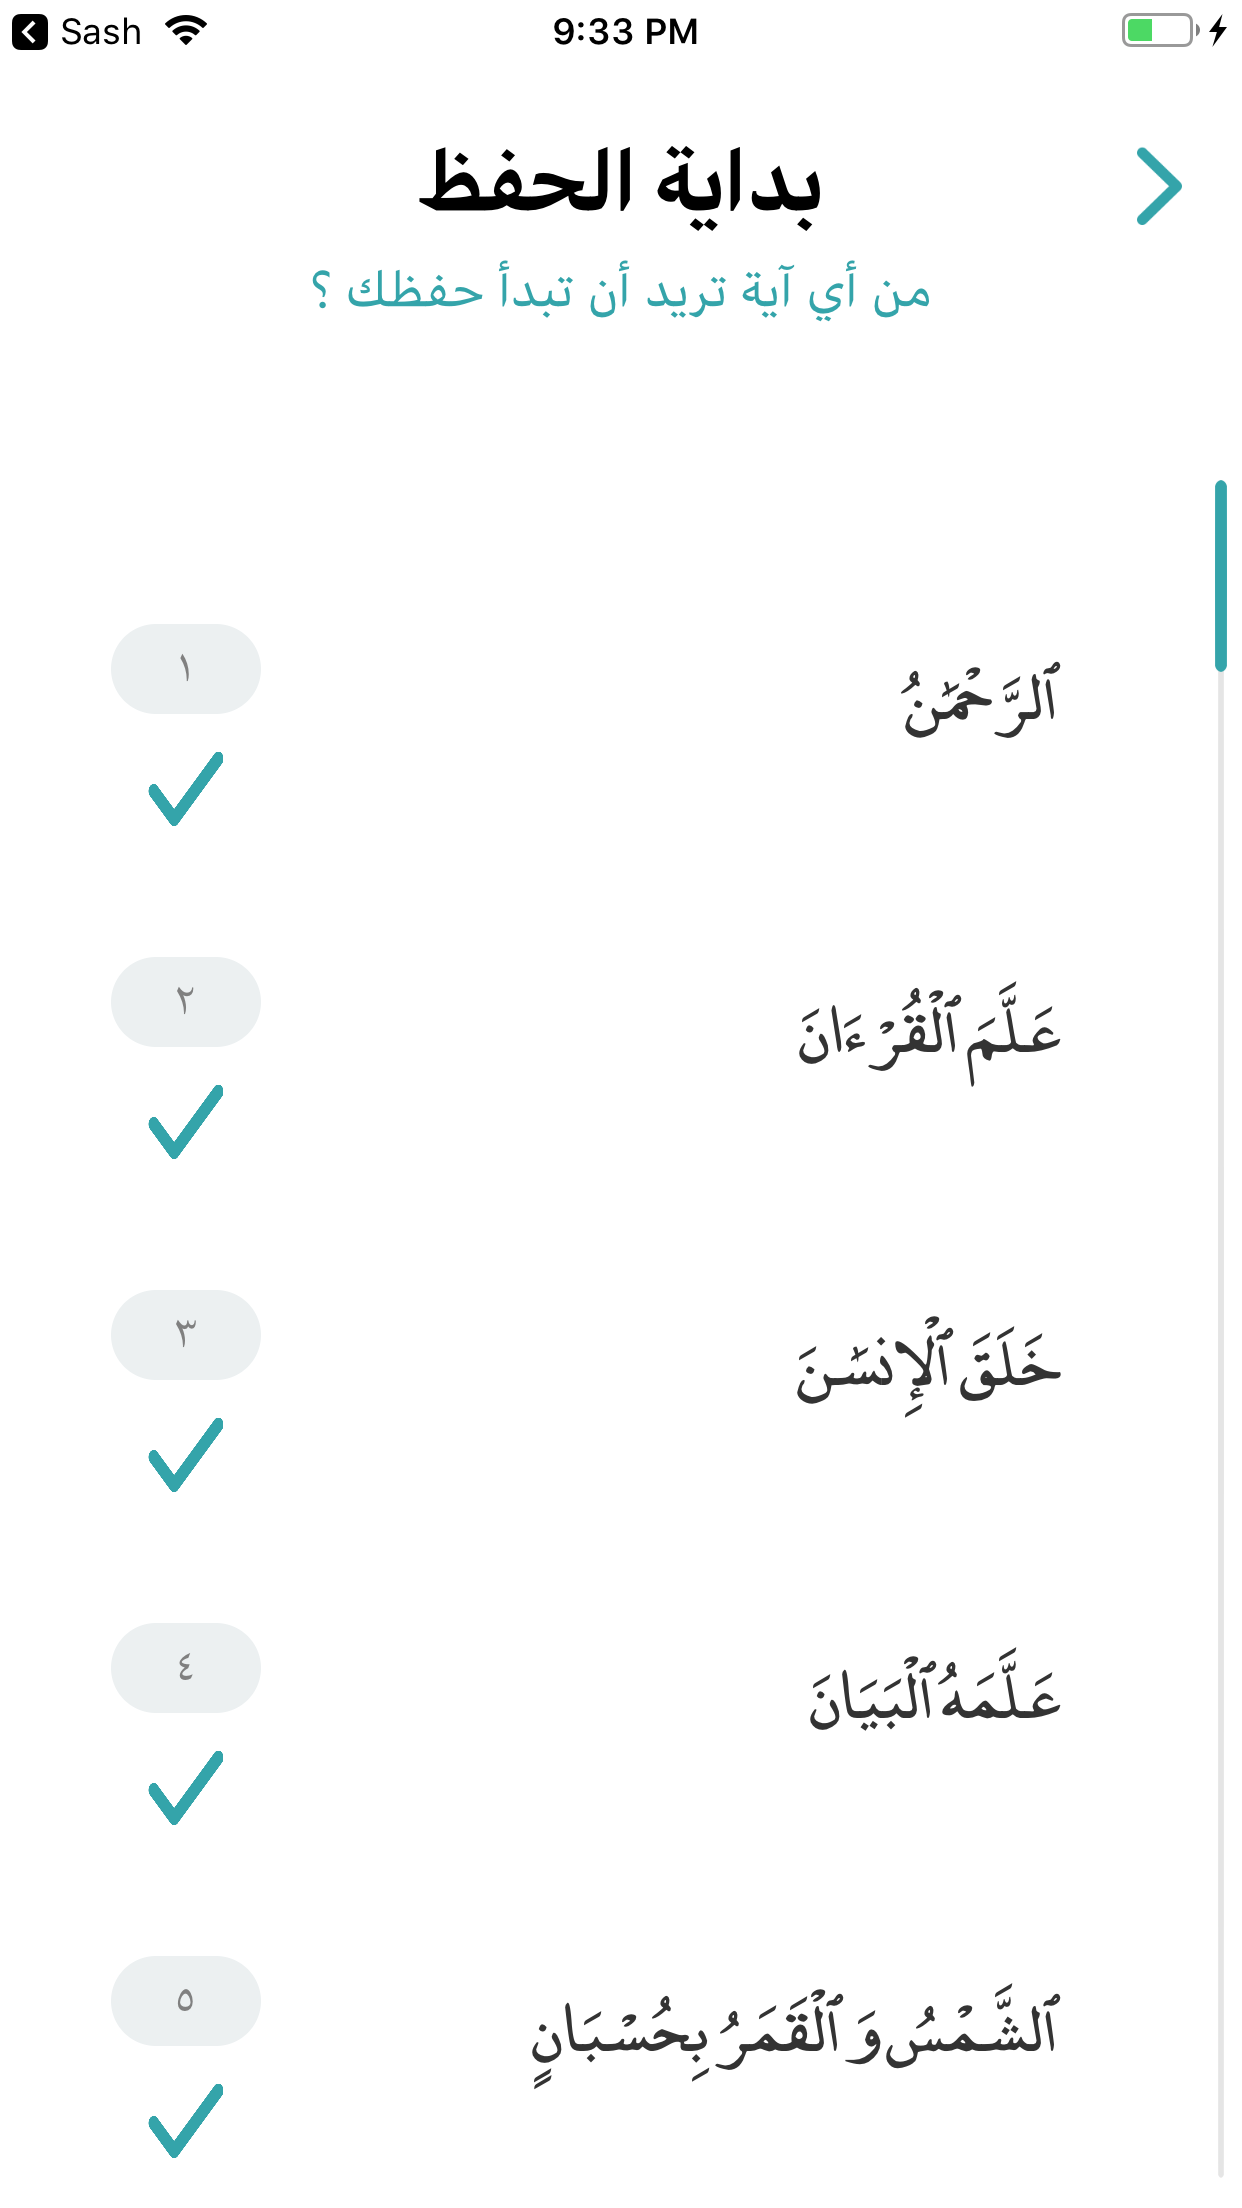 Sash 9:33 PM
بداية الحفظ
من أي آية تريد أن تبدأ حفظك ؟
١
ٱلرَّحْمَٰنُ
٢
عَلَّمَ ٱلْقُرْءَانَ
٣
خَلَقَ ٱلْإِنسَٰنَ
٤
عَلَّمَهُ ٱلْبَيَانَ
٥
ٱلشَّمْسُ وَٱلْقَمَرُ بِحُسْبَانٍ